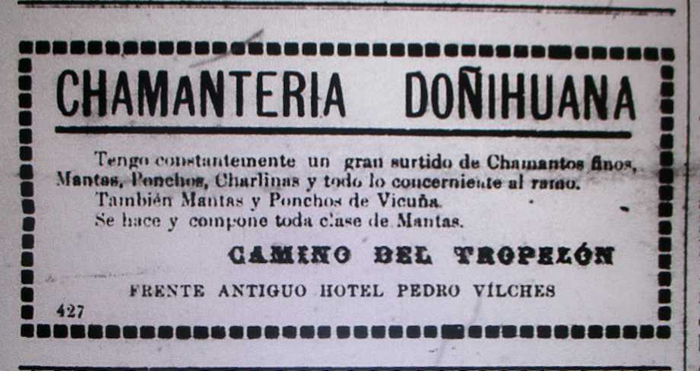 CHAMANTERIA DOÑIHUANA
Tengo constantemente un gran surtido de Chamantos finos,
Mantas, Ponchos, Charlinas y todo lo concerniente al ramo.
También Mantas y Ponchos de Vicuña.
Se hace y compone toda clase de Mantas.
CAMINO DEL TROPELÓN
FRENTE ANTIGUO HOTEL PEDRO VÍLCHES
427